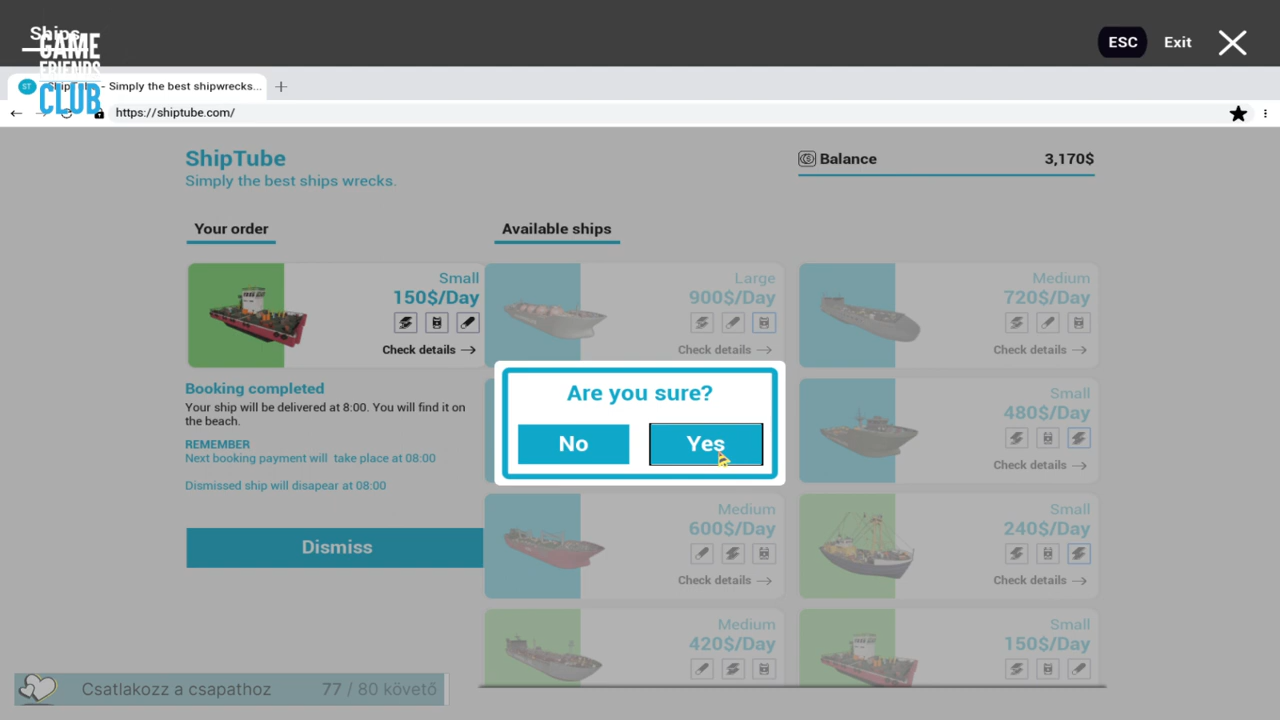 Ships
GAME
FRIENDS
CLUB
ESC
Exit
ST
- Simply the best shipwrecks...
https://shiptube.com/
ShipTube
Simply the best ships wrecks.
Balance
3,170$
Your order
Available ships
Small
150$/Day
Check details
Large
900$/Day
Check details
Medium
720$/Day
Check details
Booking completed
Your ship will be delivered at 8:00. You will find it on
the beach.
REMEMBER
Next booking payment will take place at 08:00
Dismissed ship will disapear at 08:00
Dismiss
Are you sure?
No
Yes
Small
480$/Day
Check details
Medium
600$/Day
Check details
Small
240$/Day
Check details
Medium
420$/Day
Small
150$/Day
Csatlakozz a csapathoz
77 / 80 követő